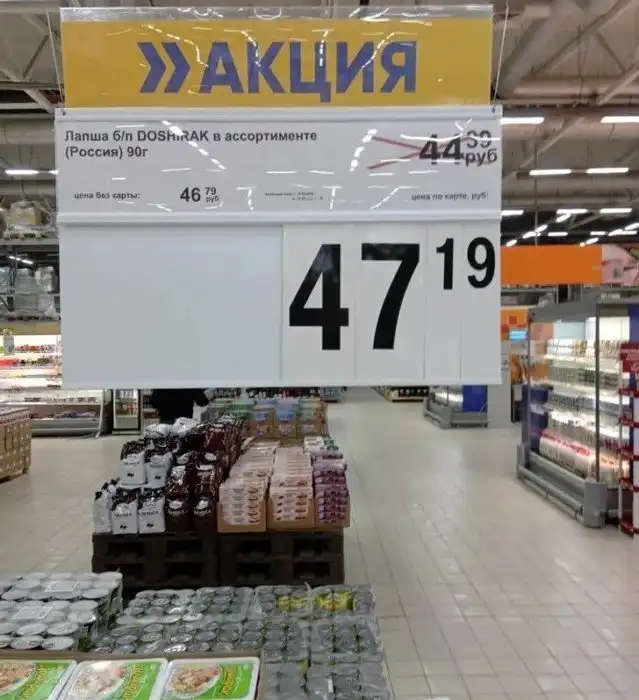 »АКЦИЯ
Лапша б/п DOSHIRAK в ассортименте
(Россия) 90г
44 99 руб
цена без карты: 46 79 руб
цена по карте, руб:
47 19